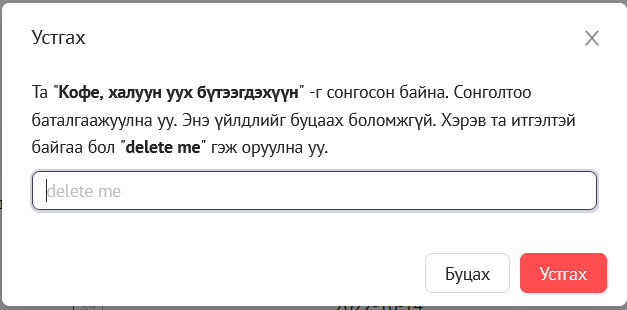 Устгах
Та "Кофе, халуун уух бүтээгдэхүүн" -г сонгосон байна. Сонголтоо
баталгаажуулна уу. Энэ үйлдлийг буцаах боломжгүй. Хэрэв та итгэлтэй
байгаа бол "delete me" гэж оруулна уу.
delete me
Буцах
Устгах